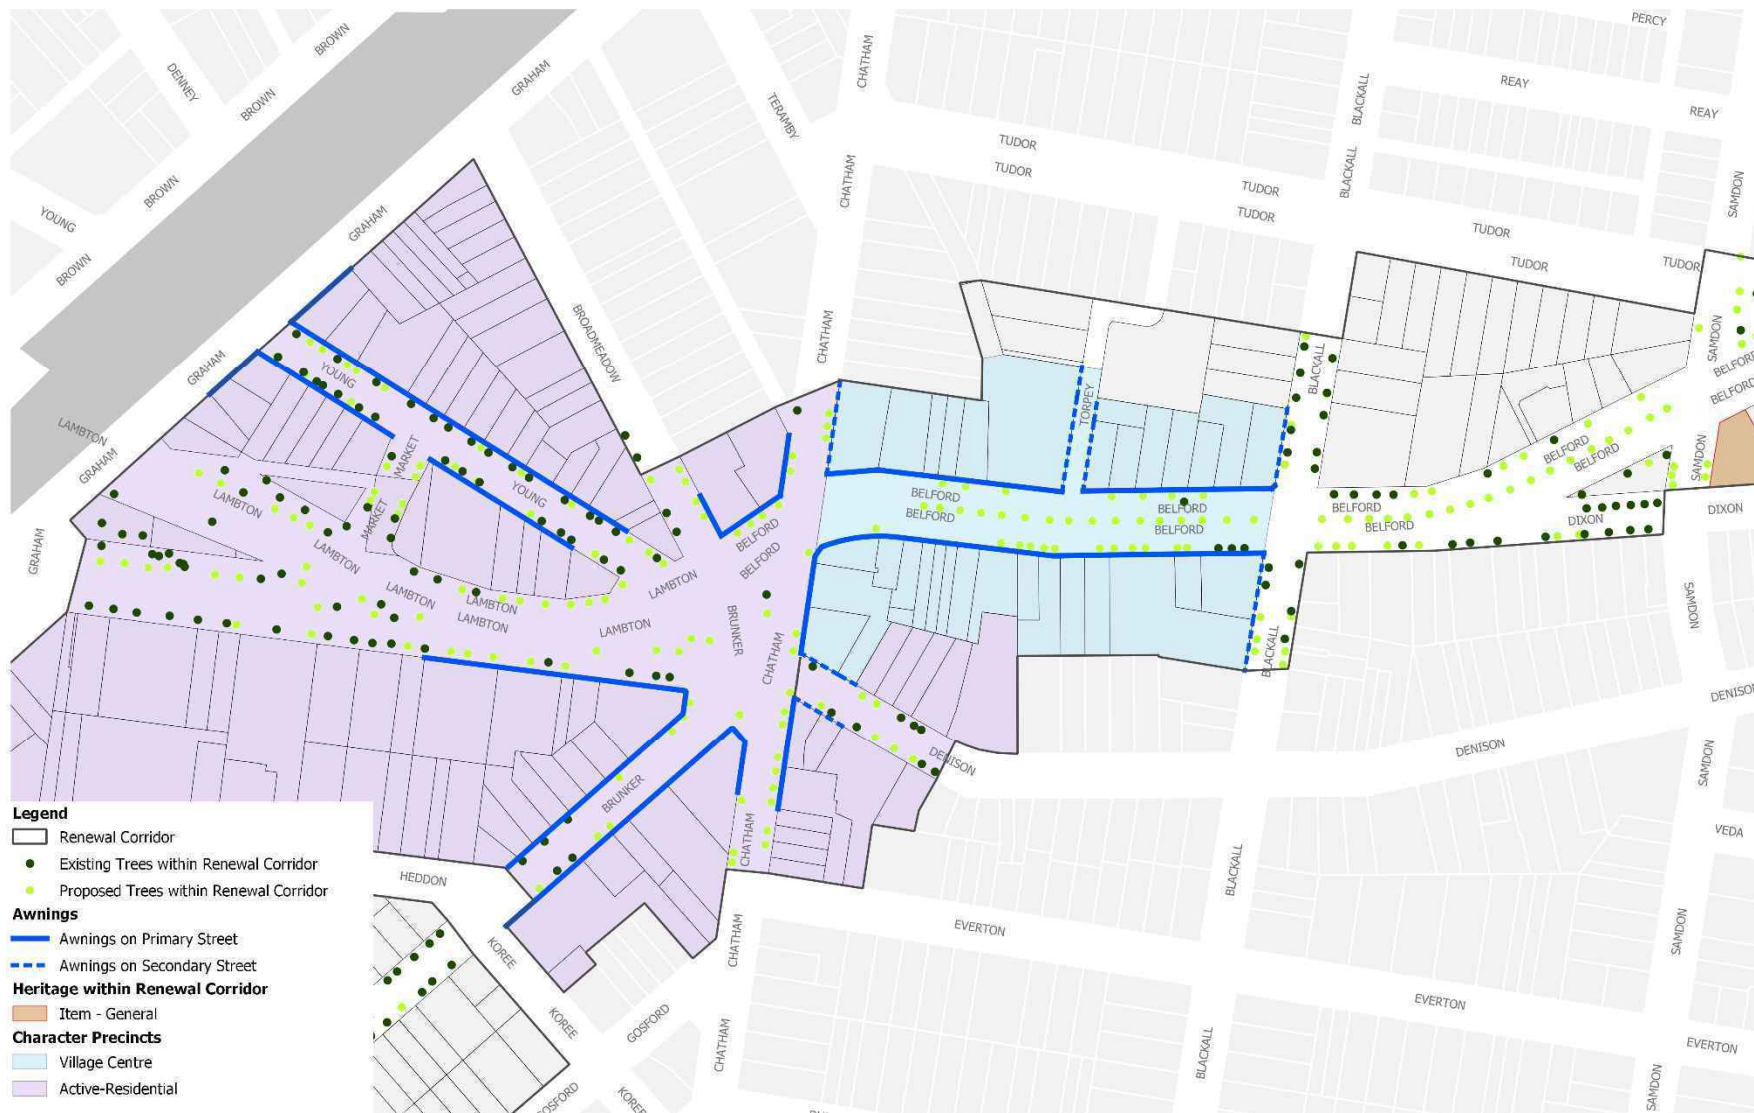 PERCY
BROWN
DENNEY
BROWN
GRAHAM
CHATHAM
TERAMBY
BLACKALL
REAY
REAY
TUDOR
TUDOR
CHATHAM
BLACKALL
TUDOR
TUDOR
SAMDON
BROWN
YOUNG
BROWN
GRAHAM
TUDOR
TUDOR
TUDOR
GRAHAM
YOUNG
BROADMEADOW
CHATHAM
BLACKALL
SAMDON
BELFORD
BELFORD
TORPEY
LAMBTON
GRAHAM
MARKET
YOUNG
LAMBTON
MARKET
BELFORD
BELFORD
BELFORD
BELFORD
BELFORD
BELFORD
BELFORD
BELFORD
SAMDON
BELFORD
BELFORD
DIXON
DIXON
GRAHAM
LAMBTON
LAMBTON
LAMBTON
LAMBTON
LAMBTON
LAMBTON
BRUNKER
CHATHAM
BLACKALL
SAMDON
DENISON
DENISON
DENISON
SAMDON
BRUNKER
CHATHAM
VEDA
HEDDON
BLACKALL
KOREE
CHATHAM
EVERTON
SAMDON
KOREE
GOSFORD
CHATHAM
BLACKALL
EVERTON
EVERTON
GOSFORD
KOREE
SAMDON
Legend
Renewal Corridor
Existing Trees within Renewal Corridor
Proposed Trees within Renewal Corridor
Awnings
Awnings on Primary Street
Awnings on Secondary Street
Heritage within Renewal Corridor
Item - General
Character Precincts
Village Centre
Active-Residential